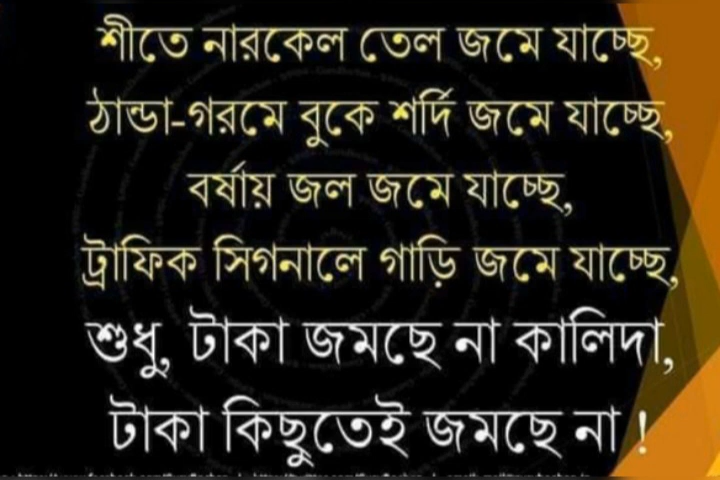 শীতে নারকেল তেল জমে যাচ্ছে,
ঠান্ডা-গরমে বুকে শর্দি জমে যাচ্ছে,
বর্ষায় জল জমে যাচ্ছে,
ট্রাফিক সিগনালে গাড়ি জমে যাচ্ছে,
শুধু, টাকা জমছে না কালিদা,
টাকা কিছুতেই জমছে না !